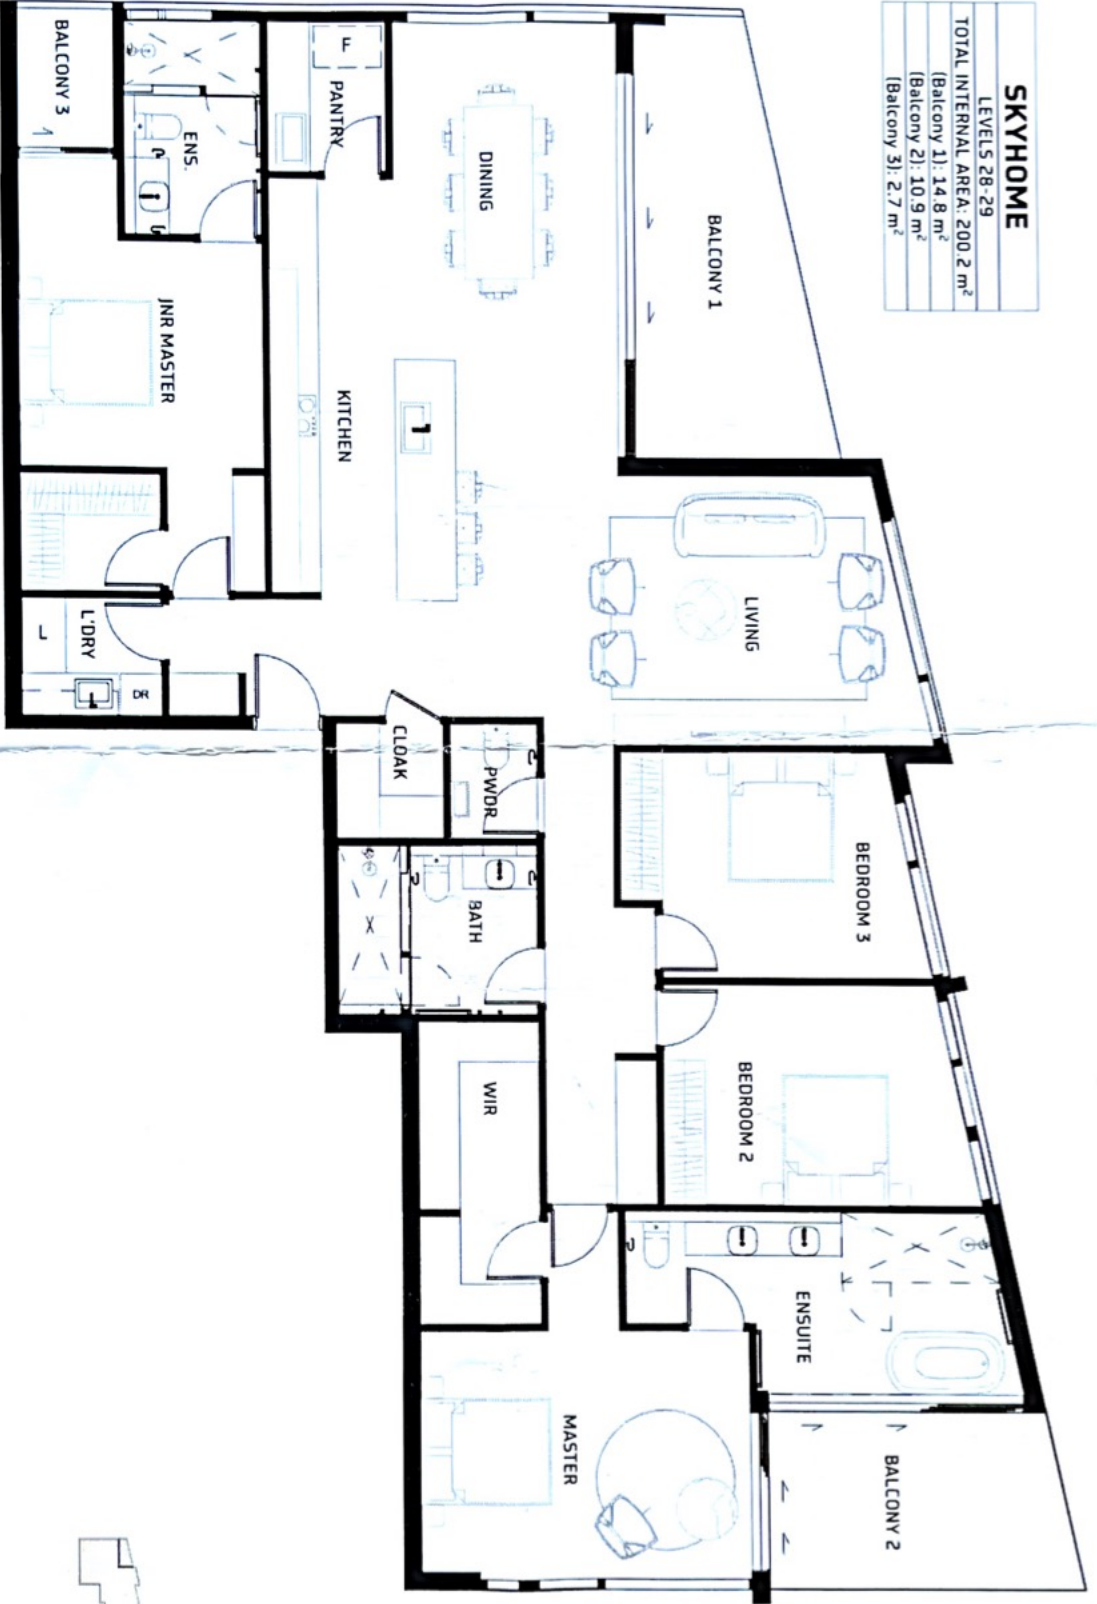 SKYHOME
LEVELS 28-29
TOTAL INTERNAL AREA: 200.2 m²
(Balcony 1): 14.8 m²
(Balcony 2): 10.9 m²
(Balcony 3): 2.7 m²
BALCONY 1
LIVING
BEDROOM 3
BEDROOM 2
ENSUITE
BALCONY 2
DINING
KITCHEN
CLOAK
PWDR
BATH
WIR
MASTER
F
PANTRY
ENS.
BALCONY 3
JNR MASTER
L'DRY
L
DR